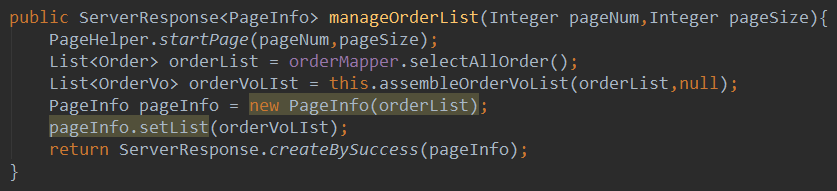 public ServerResponse<PageInfo> manageOrderList(Integer pageNum,Integer pageSize){
PageHelper.startPage(pageNum,pageSize);
List<Order> orderList = orderMapper.selectAllOrder();
List<OrderVo> orderVoLIst = this.assembleOrderVoList(orderList,null);
PageInfo pageInfo = new PageInfo(orderList);
pageInfo.setList(orderVoLIst);
return ServerResponse.createBySuccess(pageInfo);
}